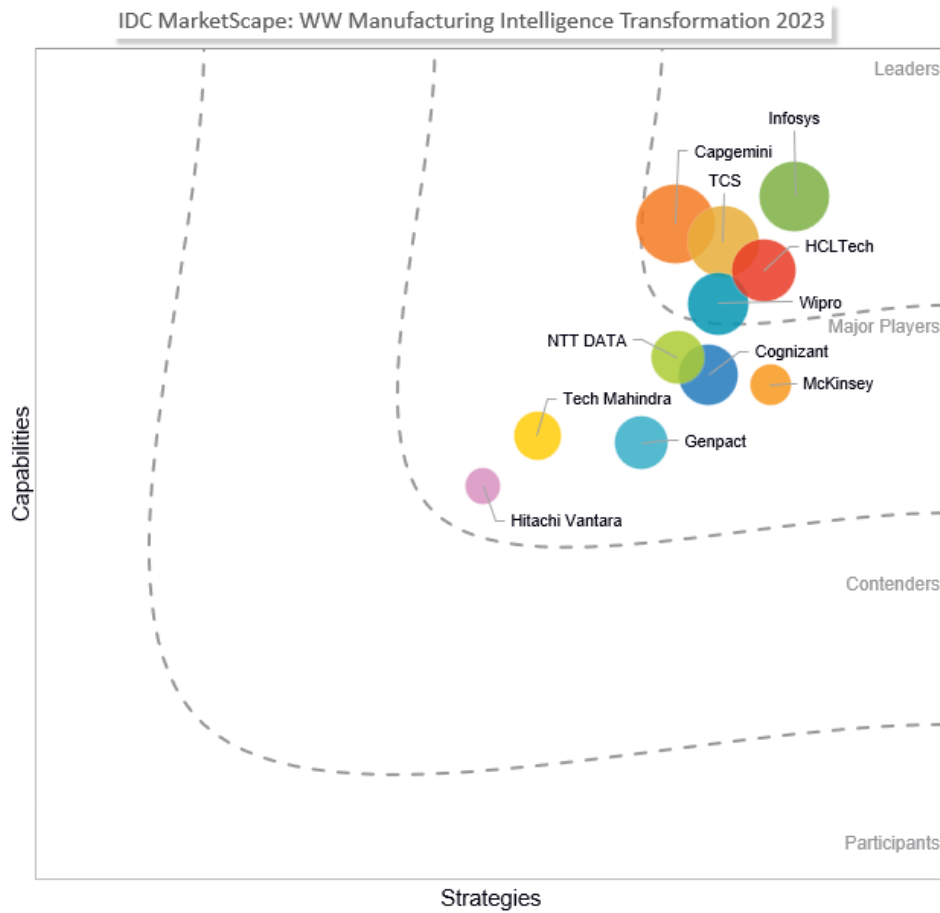 IDC MarketScape: WW Manufacturing Intelligence Transformation 2023
Leaders
Infosys
Capgemini
TCS
HCLTech
Wipro
Major Players
NTT DATA
Cognizant
McKinsey
Tech Mahindra
Genpact
Capabilities
Hitachi Vantara
Contenders
Participants
Strategies